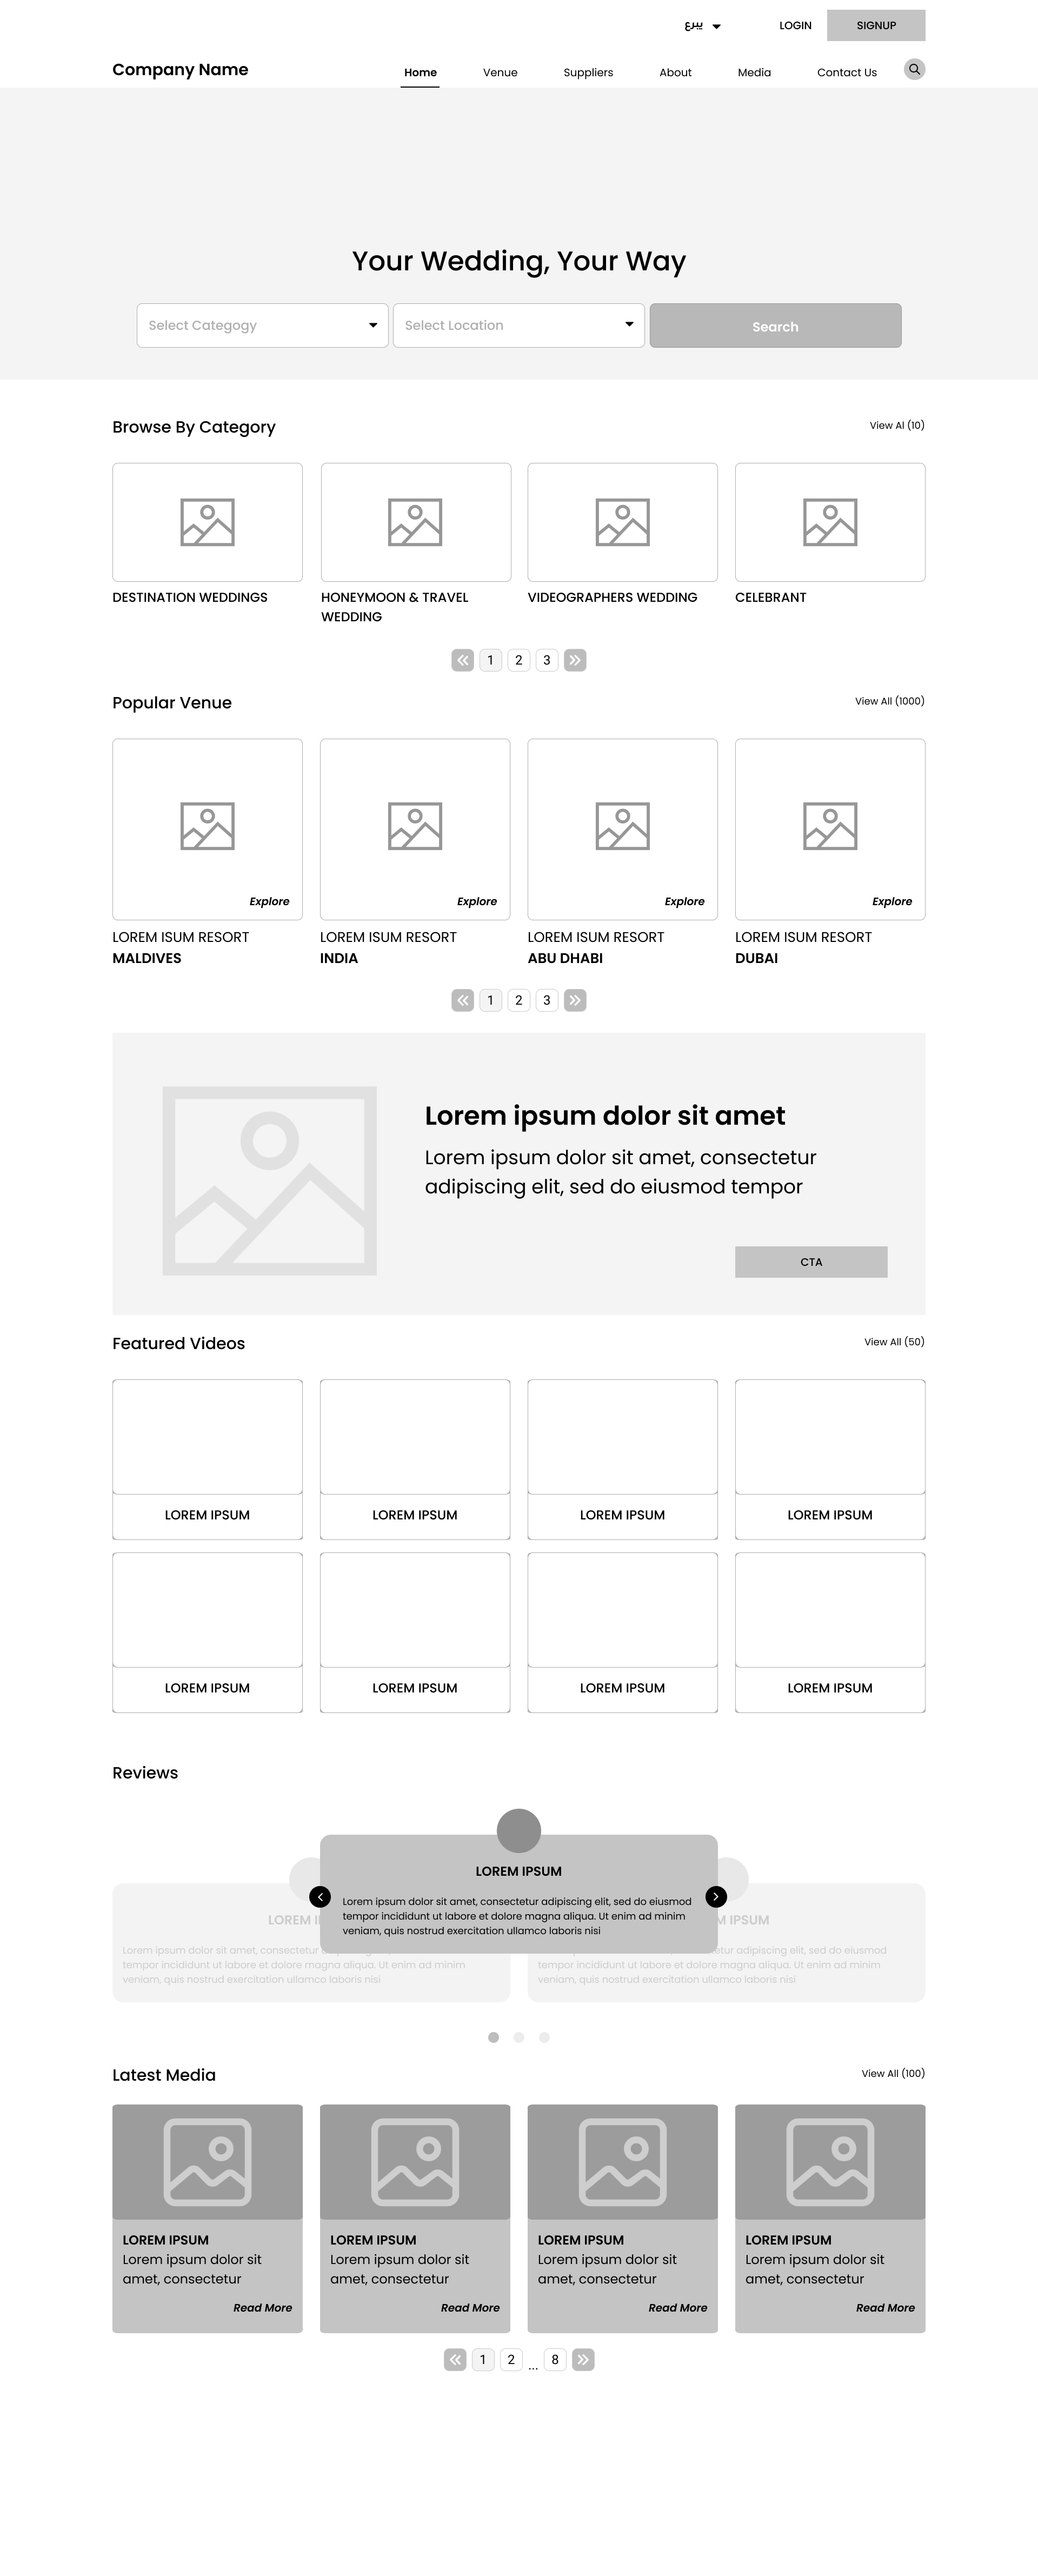 LOGIN
SIGNUP
Company Name
Home
Venue
Suppliers
About
Media
Contact Us
Your Wedding, Your Way
Select Categogy
Select Location
Search
Browse By Category
View Al (10)
DESTINATION WEDDINGS
HONEYMOON & TRAVEL
WEDDING
VIDEOGRAPHERS WEDDING
CELEBRANT
1
2
3
Popular Venue
View All (1000)
Explore
Explore
Explore
Explore
LOREM ISUM RESORT
MALDIVES
LOREM ISUM RESORT
INDIA
LOREM ISUM RESORT
ABU DHABI
LOREM ISUM RESORT
DUBAI
1
2
3
Lorem ipsum dolor sit amet
Lorem ipsum dolor sit amet, consectetur
adipiscing elit, sed do eiusmod tempor
CTA
Featured Videos
View All (50)
LOREM IPSUM
LOREM IPSUM
LOREM IPSUM
LOREM IPSUM
LOREM IPSUM
LOREM IPSUM
LOREM IPSUM
LOREM IPSUM
Reviews
LOREM IPSUM
Lorem ipsum dolor sit amet, consectetur adipiscing elit, sed do eiusmod
tempor incididunt ut labore et dolore magna aliqua. Ut enim ad minim
veniam, quis nostrud exercitation ullamco laboris nisi
LOREM
Lorem ipsum dolor sit amet, consectetur
tempor incididunt ut labore et dolore magna aliqua. Ut enim ad minim
veniam, quis nostrud exercitation ullamco laboris nisi
IPSUM
adipiscing elit, sed do eiusmod
tempor incididunt ut labore et dolore magna aliqua. Ut enim ad minim
veniam, quis nostrud exercitation ullamco laboris nisi
Latest Media
View All (100)
LOREM IPSUM
Lorem ipsum dolor sit
amet, consectetur
Read More
LOREM IPSUM
Lorem ipsum dolor sit
amet, consectetur
Read More
LOREM IPSUM
Lorem ipsum dolor sit
amet, consectetur
Read More
LOREM IPSUM
Lorem ipsum dolor sit
amet, consectetur
Read More
1
2
...
8